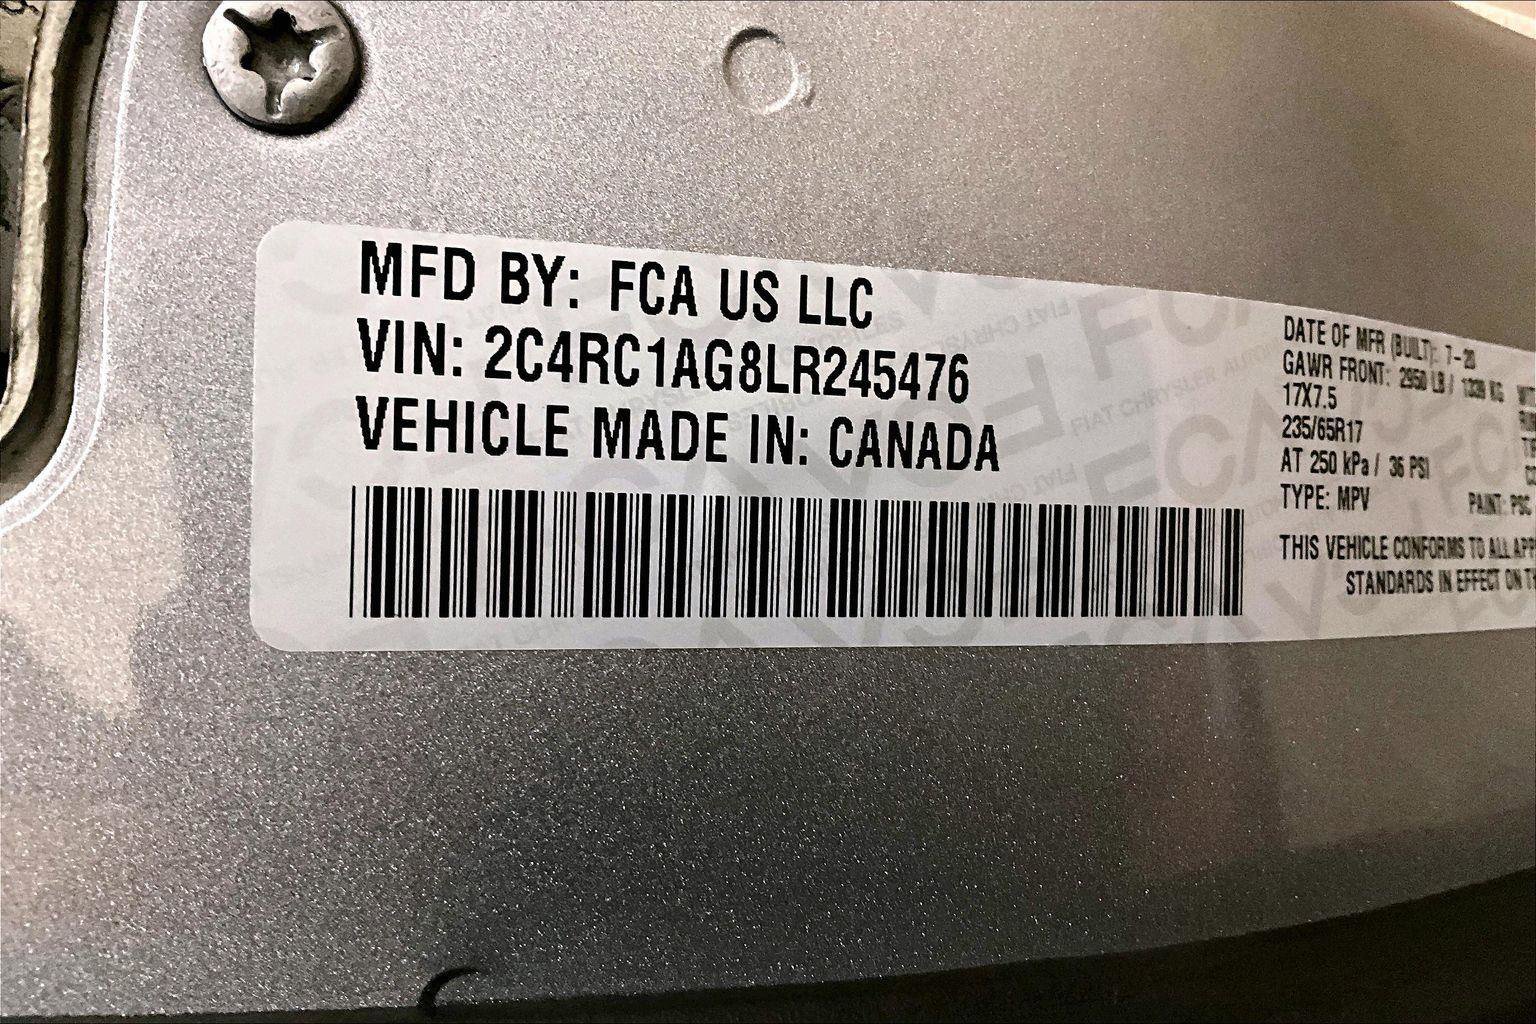 MFD BY: FCA US LLC
VIN: 2C4RC1AG8LR245476
VEHICLE MADE IN: CANADA
DATE OF MFR (BUILT): 7-20
GAWR FRONT: 2950 LB / 1338 KG
17X7.5
235/65R17
AT 250 kPa / 36 PSI
TYPE: MPV PAINT: PSC
THIS VEHICLE CONFORMS TO ALL
STANDARDS IN EFFECT ON